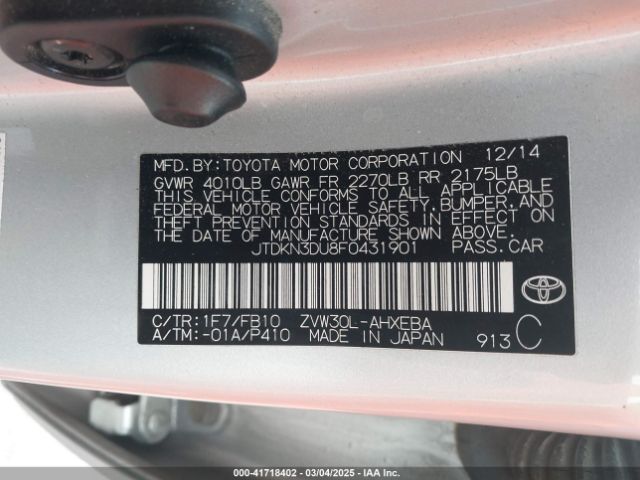 MFD. BY: TOYOTA MOTOR CORPORATION 12/14
GVWR 4010LB GAWR FR 2270LB RR 2175LB
THIS VEHICLE CONFORMS TO ALL APPLICABLE
FEDERAL MOTOR VEHICLE SAFETY, BUMPER, AND
THEFT PREVENTION STANDARDS IN EFFECT ON
THE DATE OF MANUFACTURE SHOWN ABOVE.
JTDKN3DU8F0431901 PASS. CAR
C/TR: 1F7/FB10 ZVW30L-AHXEBA
A/TM: -01A/P410 MADE IN JAPAN 913 C
TOYOTA
000-41718402 - 03/04/2025 - IAA Inc.